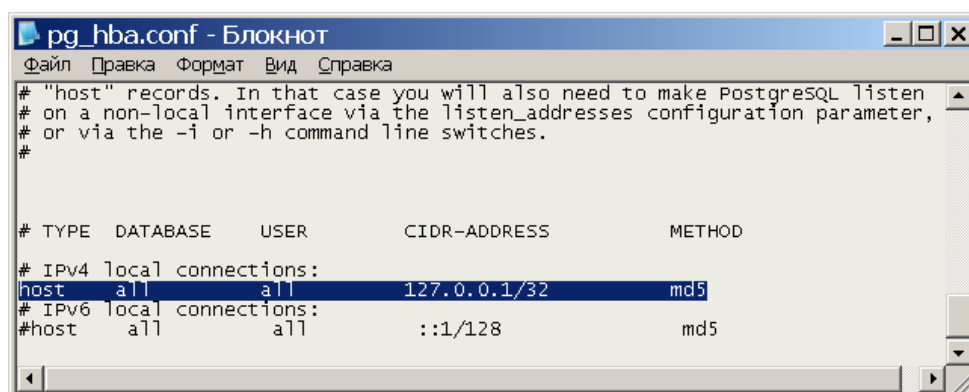 pg_hba.conf - Блокнот
Файл Правка Формат Вид Справка
# "host" records. In that case you will also need to make PostgreSQL listen
# on a non-local interface via the listen_addresses configuration parameter,
# or via the -i or -h command line switches.
#
# TYPE DATABASE USER CIDR-ADDRESS METHOD
# IPv4 local connections:
host all all 127.0.0.1/32 md5
# IPv6 local connections:
#host all all ::1/128 md5